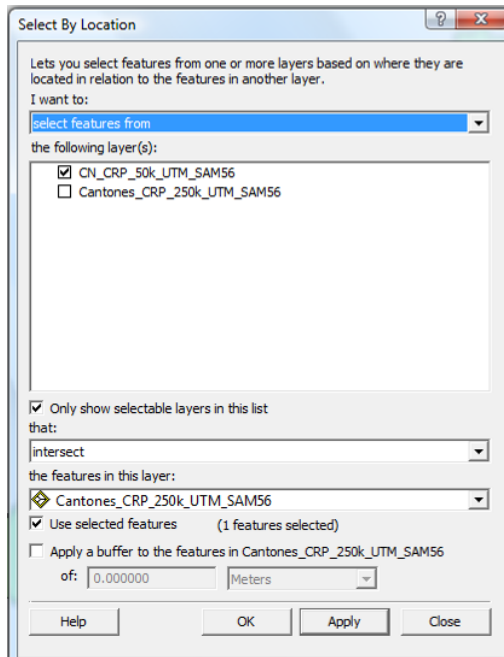 Select By Location
Lets you select features from one or more layers based on where they are
located in relation to the features in another layer.
I want to:
select features from
the following layer(s):
CN_CRP_50k_UTM_SAM56
Cantones_CRP_250k_UTM_SAM56
Only show selectable layers in this list
that:
intersect
the features in this layer:
Cantones_CRP_250k_UTM_SAM56
Use selected features (1 features selected)
Apply a buffer to the features in Cantones_CRP_250k_UTM_SAM56
of: 0.000000 Meters
Help OK Apply Close